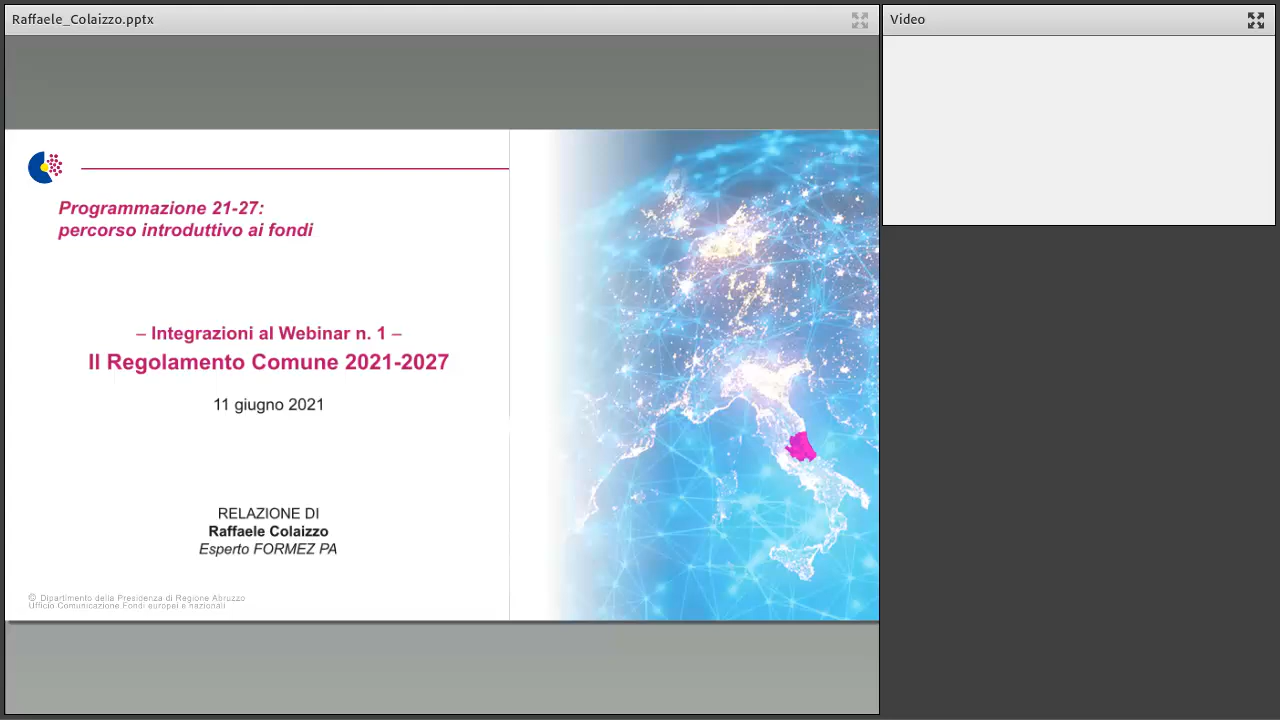 Raffaele_Colaizzo.pptx
Video
Programmazione 21-27:
percorso introduttivo ai fondi
– Integrazioni al Webinar n. 1 –
Il Regolamento Comune 2021-2027
11 giugno 2021
RELAZIONE DI
Raffaele Colaizzo
Esperto FORMEZ PA
© Dipartimento della Presidenza di Regione Abruzzo
Ufficio Comunicazione Fondi europei e nazionali